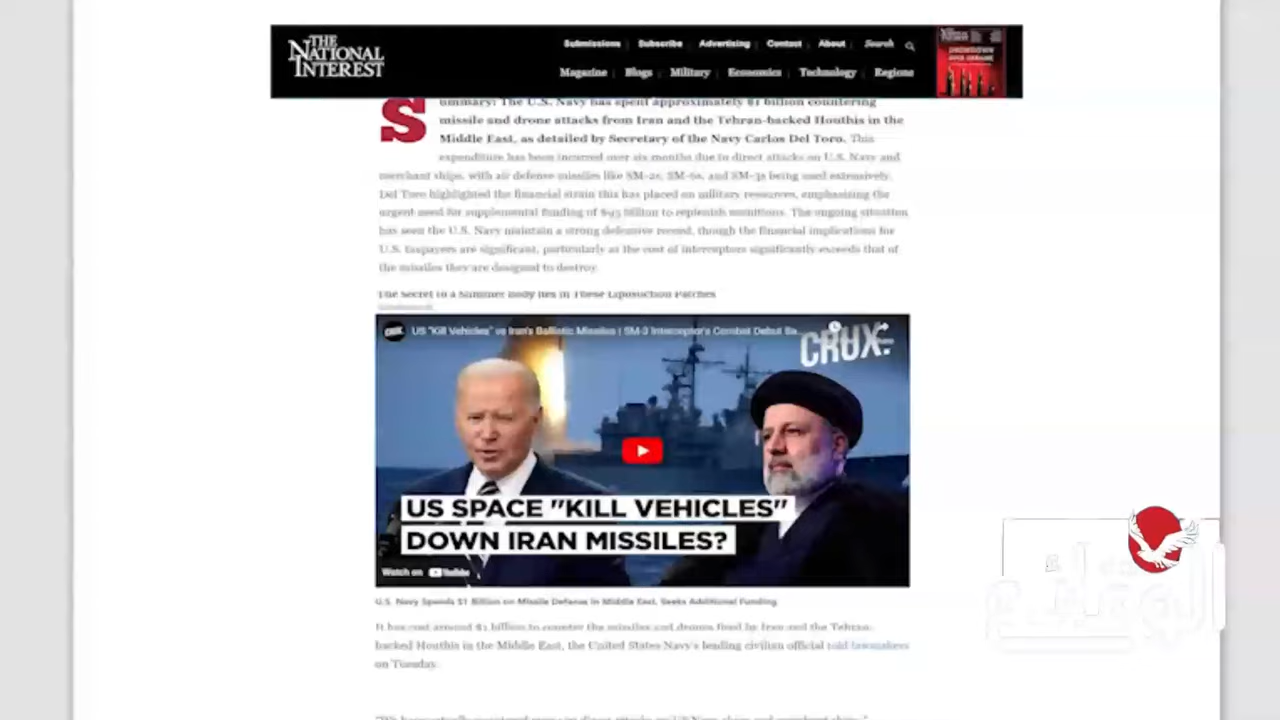 THE
NATIONAL
INTEREST
Submissions Subscribe Advertising Contact About Search
Magazine Blogs Military Economics Technology Regions
Summary: The U.S. Navy has spent approximately $1 billion countering
missile and drone attacks from Iran and the Tehran-backed Houthis in the
Middle East, as detailed by Secretary of the Navy Carlos Del Toro. This
expenditure has been incurred over six months due to direct attacks on U.S. Navy and
merchant ships, with air defense missiles like SM-2s, SM-6s, and SM-3s being used extensively.
Del Toro highlighted the financial strain this has placed on military resources, emphasizing the
urgent need for supplemental funding of $95 billion to replenish munitions. The ongoing situation
has seen the U.S. Navy maintain a strong defensive record, though the financial implications for
U.S. taxpayers are significant, particularly as the cost of interceptors significantly exceeds that of
the missiles they are designed to destroy.
The Secret to a Summer Body lies in These Liposuction Patches
CRUX
US "Kill Vehicles" vs Iran's Ballistic Missiles | SM-3 Interceptor's Combat Debut
CRUX.
US SPACE "KILL VEHICLES"
DOWN IRAN MISSILES?
Watch on YouTube
U.S. Navy Spends $1 Billion on Missile Defense in Middle East, Seeks Additional Funding
It has cost around $1 billion to counter the missiles and drones fired by Iran and the Tehran-
backed Houthis in the Middle East, the United States Navy's leading civilian official told lawmakers
on Tuesday.